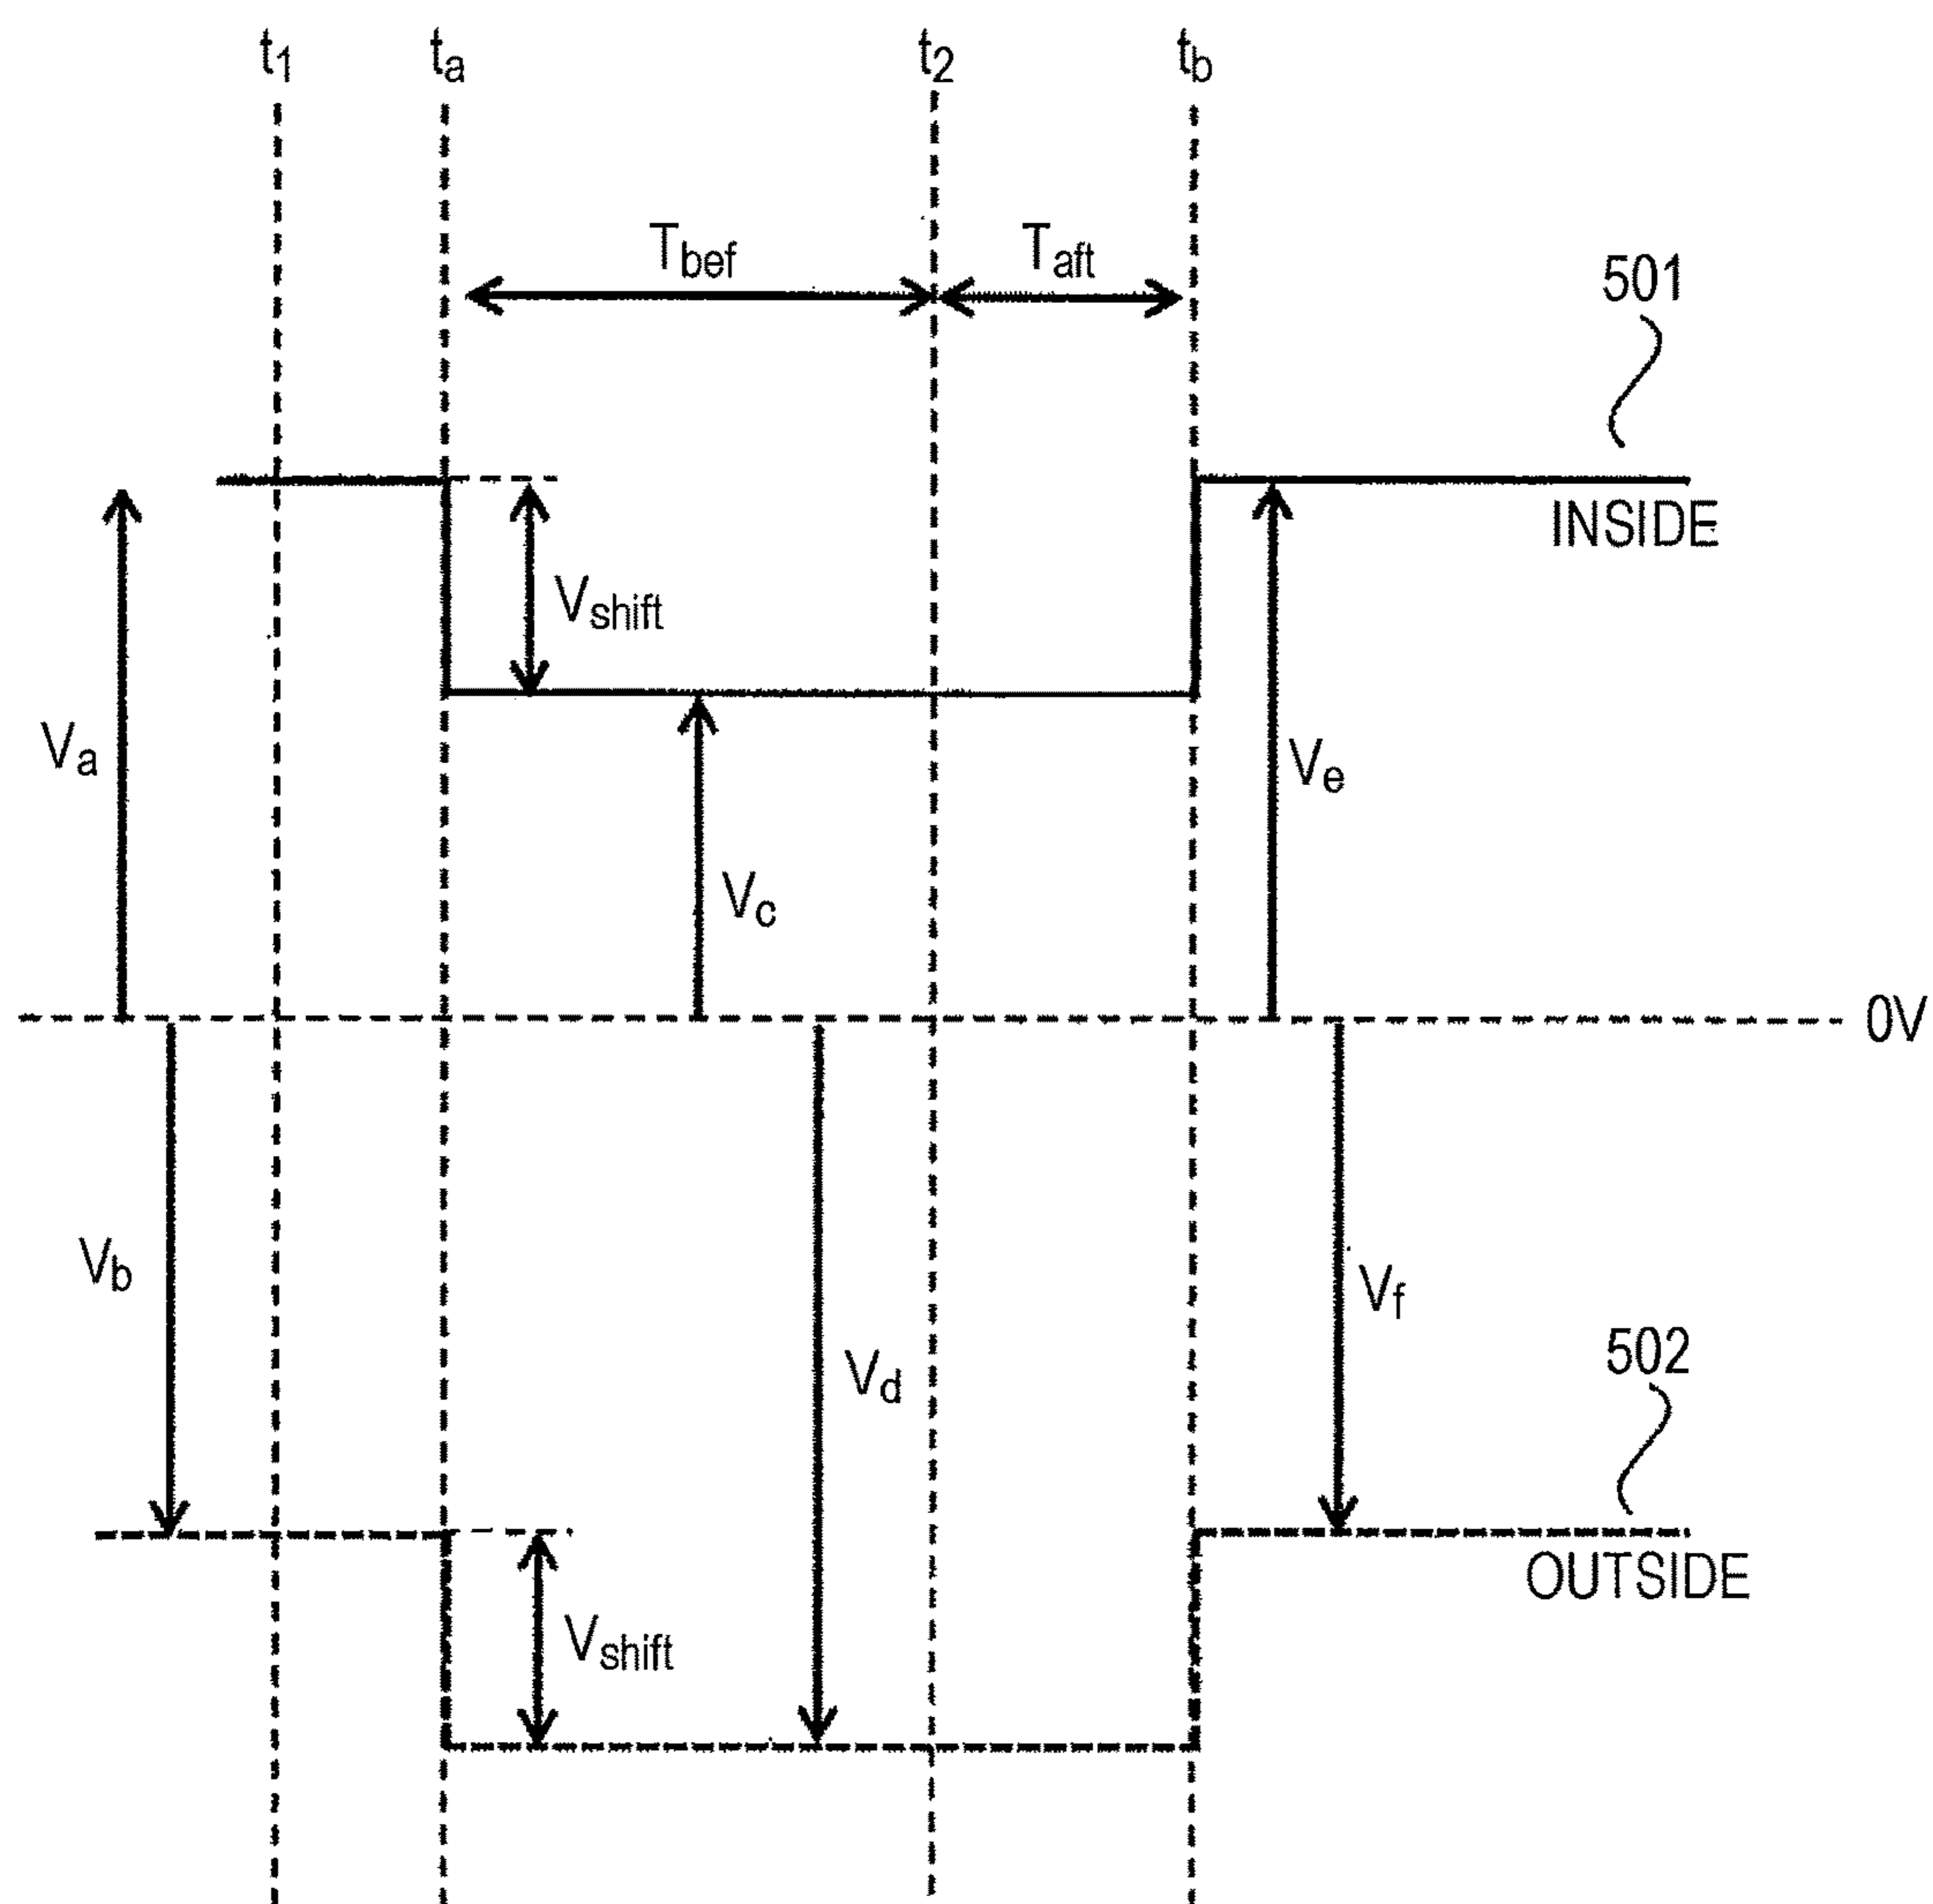 t1 ta t2 tb
Tbef Taft
501
INSIDE
Vshift
Va
Ve
Vc
0V
Vb
Vf
502
Vd
OUTSIDE
Vshift